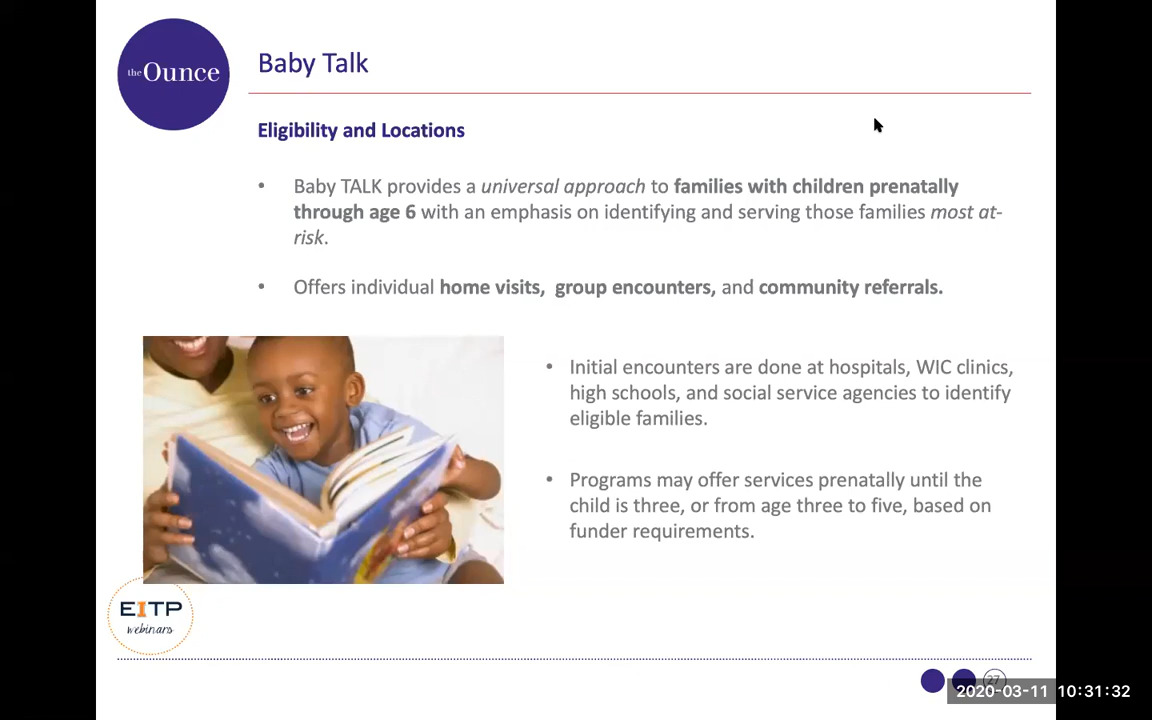 the Ounce
Baby Talk
Eligibility and Locations
• Baby TALK provides a universal approach to families with children prenatally
through age 6 with an emphasis on identifying and serving those families most at-
risk.
• Offers individual home visits,  group encounters, and community referrals.
• Initial encounters are done at hospitals, WIC clinics,
high schools, and social service agencies to identify
eligible families.
• Programs may offer services prenatally until the
child is three, or from age three to five, based on
funder requirements.
EITP
webinars
27
2020-03-11 10:31:32